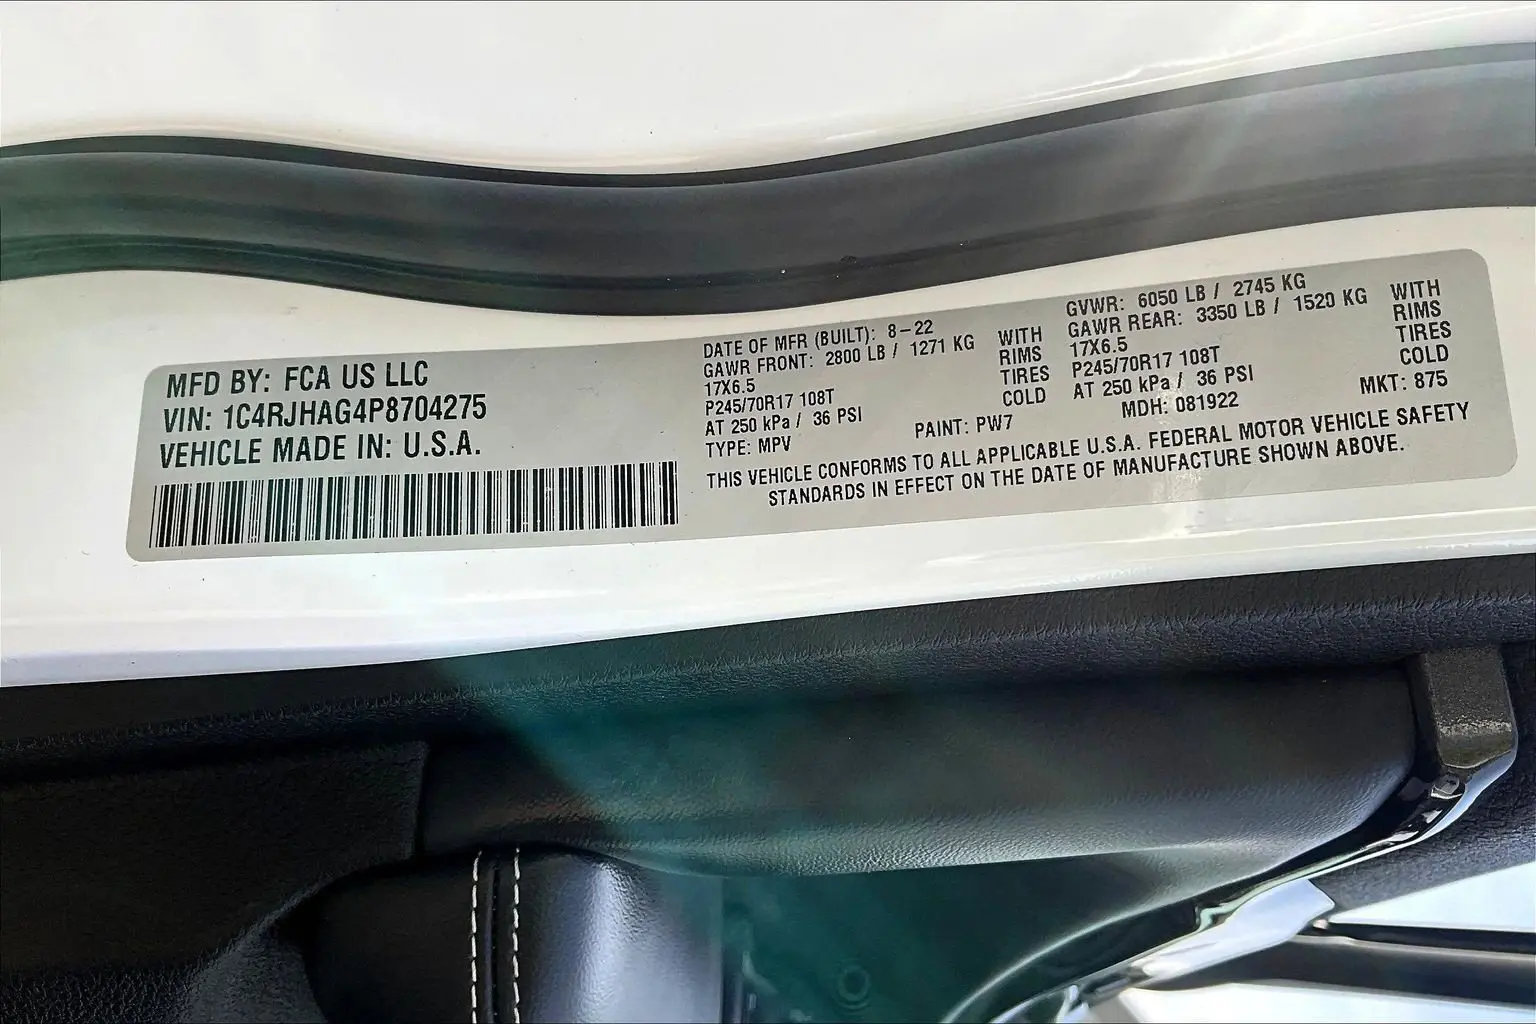 MFD BY: FCA US LLC
VIN: 1C4RJHAG4P8704275
VEHICLE MADE IN: U.S.A.
DATE OF MFR (BUILT): 8-22
GAWR FRONT: 2800 LB / 1271 KG WITH
17X6.5 RIMS
P245/70R17 108T TIRES
AT 250 kPa / 36 PSI COLD
TYPE: MPV PAINT: PW7
GVWR: 6050 LB / 2745 KG
GAWR REAR: 3350 LB / 1520 KG WITH
17X6.5 RIMS
P245/70R17 108T TIRES
AT 250 kPa / 36 PSI COLD
MDH: 081922 MKT: 875
THIS VEHICLE CONFORMS TO ALL APPLICABLE U.S.A. FEDERAL MOTOR VEHICLE SAFETY
STANDARDS IN EFFECT ON THE DATE OF MANUFACTURE SHOWN ABOVE.